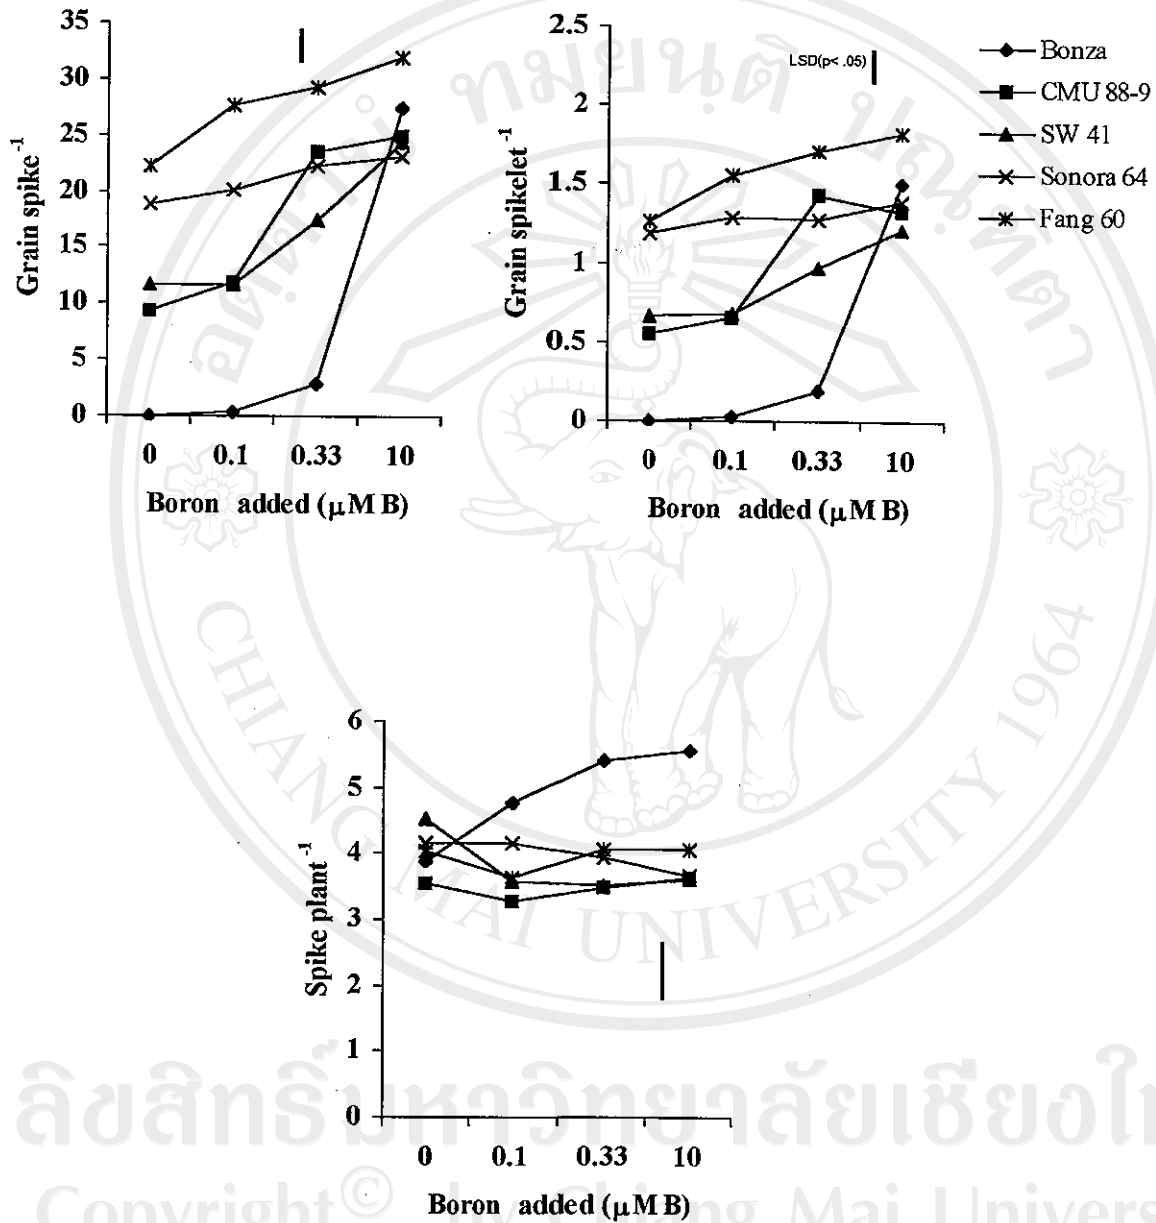 35
30
25
20
15
10
5
0
Grain spike⁻¹
0 0.1 0.33 10
Boron added (μM B)
2.5
2
1.5
1
0.5
0
Grain spikelet⁻¹
LSD(p< .05)
0 0.1 0.33 10
Boron added (μM B)
Bonza
CMU 88-9
SW 41
Sonora 64
Fang 60
6
5
4
3
2
1
0
Spike plant⁻¹
0 0.1 0.33 10
Boron added (μM B)
CHIANG MAI UNIVERSITY 1964
ลิขสิทธิ์มหาวิทยาลัยเชียงให
Copyright© by Chiang Mai Univers